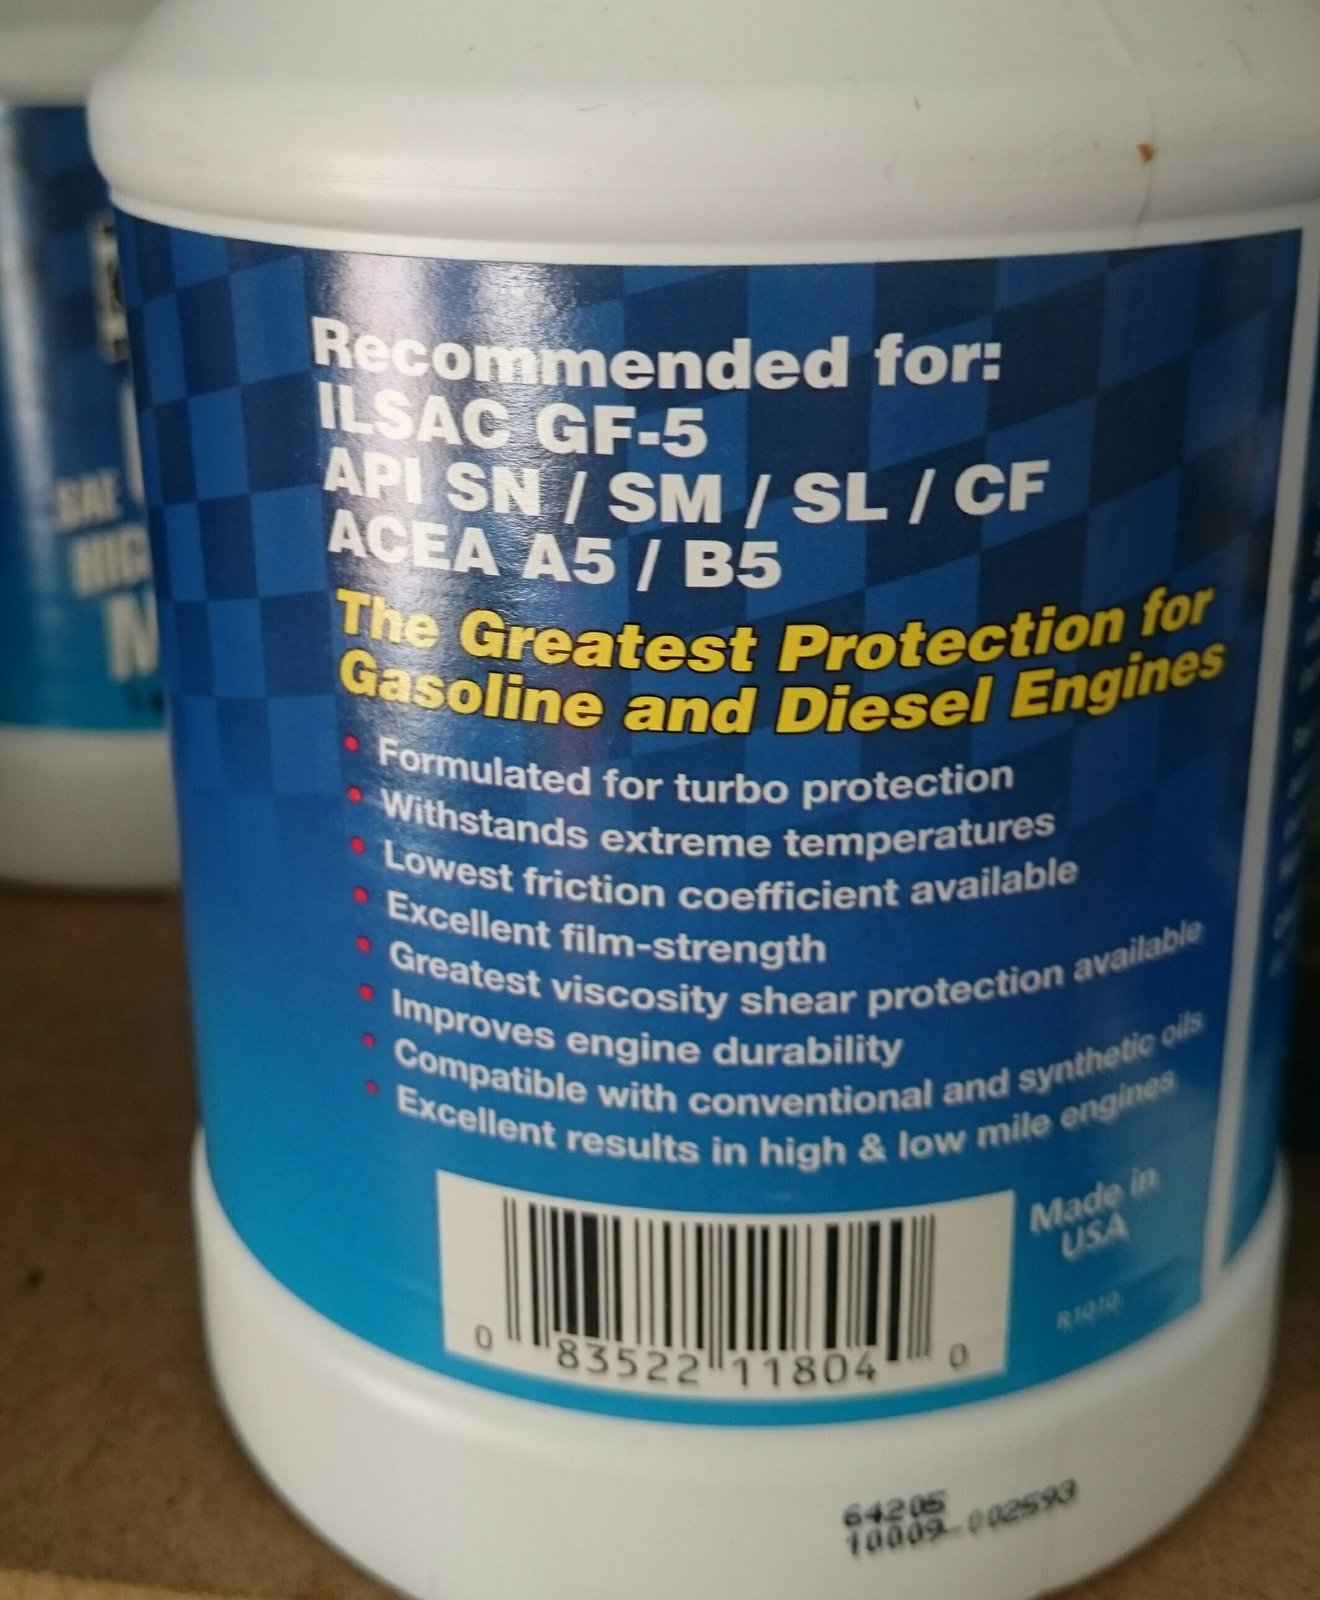 Recommended for:
ILSAC GF-5
API SN / SM / SL / CF
ACEA A5 / B5
The Greatest Protection for
Gasoline and Diesel Engines
• Formulated for turbo protection
• Withstands extreme temperatures
• Lowest friction coefficient available
• Excellent film-strength
• Greatest viscosity shear protection available
• Improves engine durability
• Compatible with conventional and synthetic oils
• Excellent results in high & low mile engines
Made in
USA
R1010
0 83522 11804 0
64205
10009-002593
SAE